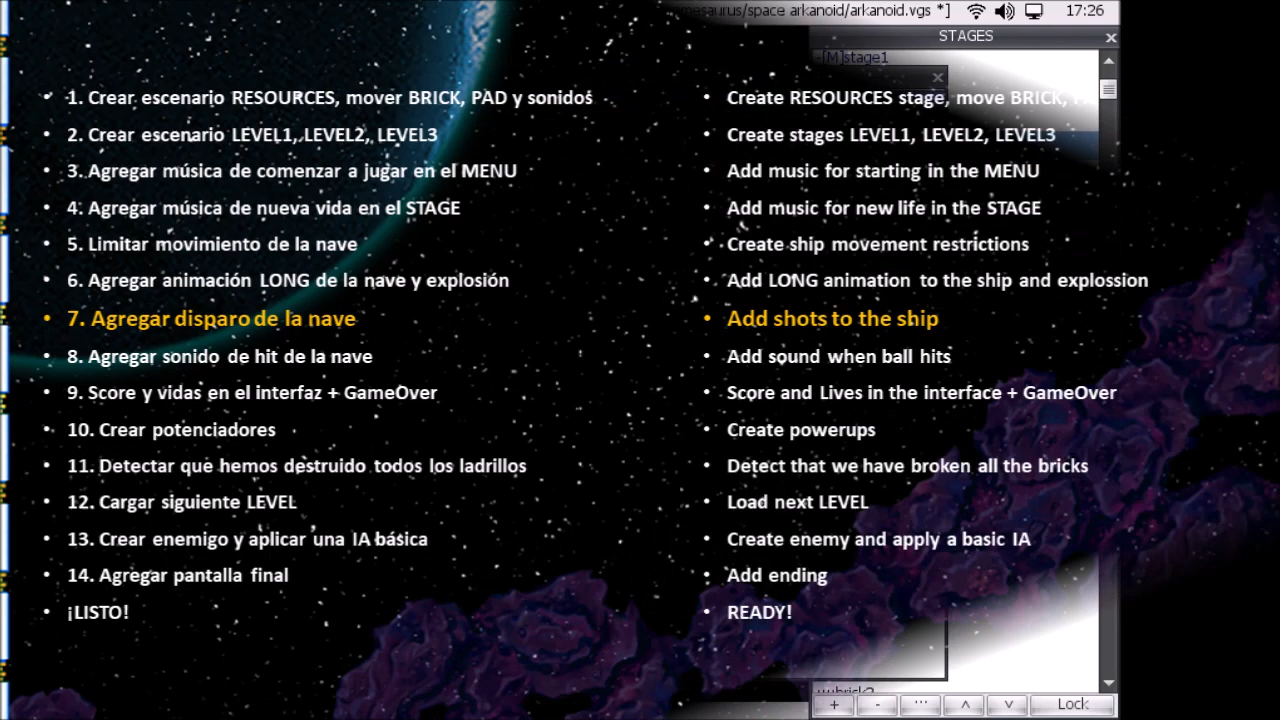 mesaurus/space arkanoid/arkanoid.vgs *] 17:26
STAGES
[M]stage1
• 1. Crear escenario RESOURCES, mover BRICK, PAD y sonidos
• 2. Crear escenario LEVEL1, LEVEL2, LEVEL3
• 3. Agregar música de comenzar a jugar en el MENU
• 4. Agregar música de nueva vida en el STAGE
• 5. Limitar movimiento de la nave
• 6. Agregar animación LONG de la nave y explosión
• 7. Agregar disparo de la nave
• 8. Agregar sonido de hit de la nave
• 9. Score y vidas en el interfaz + GameOver
• 10. Crear potenciadores
• 11. Detectar que hemos destruido todos los ladrillos
• 12. Cargar siguiente LEVEL
• 13. Crear enemigo y aplicar una IA básica
• 14. Agregar pantalla final
• ¡LISTO!
• Create RESOURCES stage, move BRICK,
• Create stages LEVEL1, LEVEL2, LEVEL3
• Add music for starting in the MENU
• Add music for new life in the STAGE
• Create ship movement restrictions
• Add LONG animation to the ship and explossion
• Add shots to the ship
• Add sound when ball hits
• Score and Lives in the interface + GameOver
• Create powerups
• Detect that we have broken all the bricks
• Load next LEVEL
• Create enemy and apply a basic IA
• Add ending
• READY!
+ - ... ˄ ˅ Lock